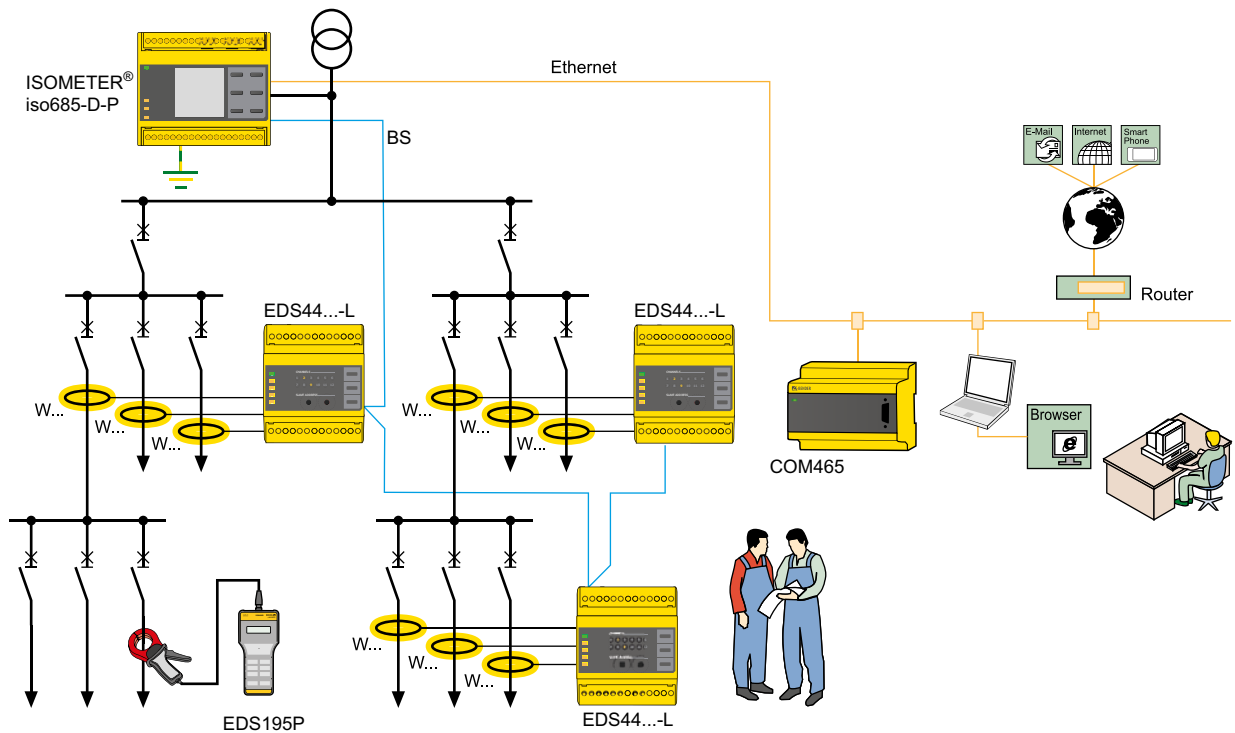 ISOMETER®
iso685-D-P
Ethernet
BS
E-Mail
Internet
Smart
Phone
Router
EDS44...-L
EDS44...-L
W...
W...
W...
W...
W...
W...
COM465
Browser
W...
W...
W...
EDS195P
EDS44...-L